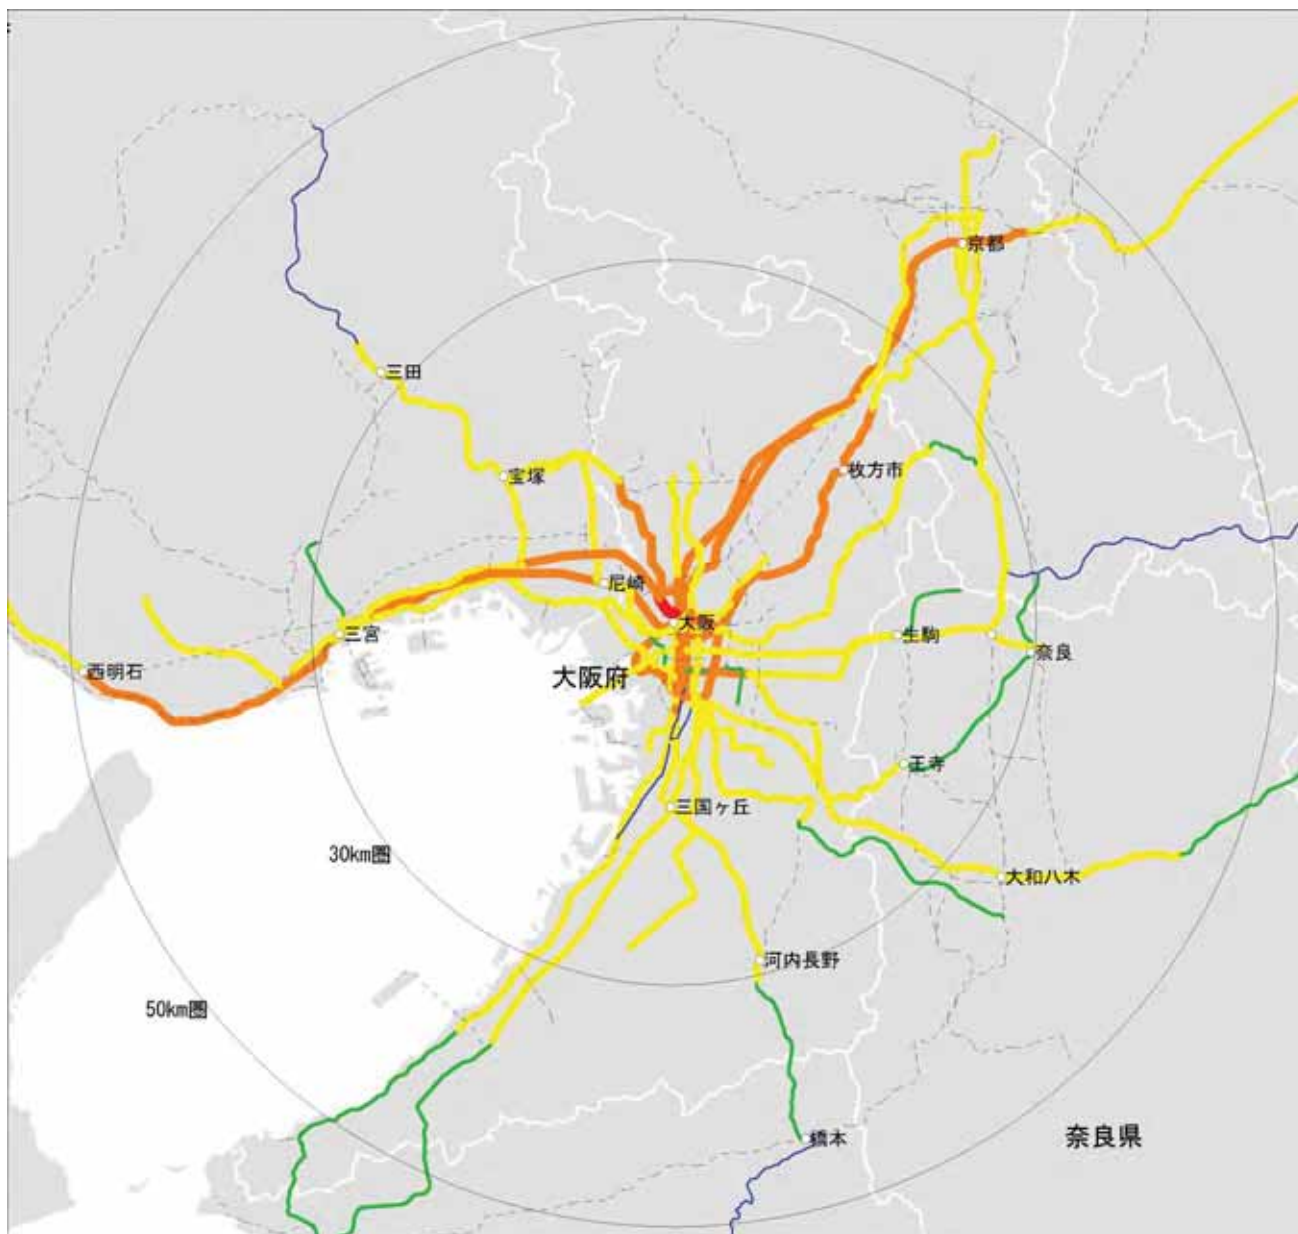 京都
三田
宝塚
枚方市
尼崎
大阪
三宮
生駒
奈良
西明石
大阪府
王寺
三国ヶ丘
30km圏
大和八木
河内長野
50km圏
橋本
奈良県